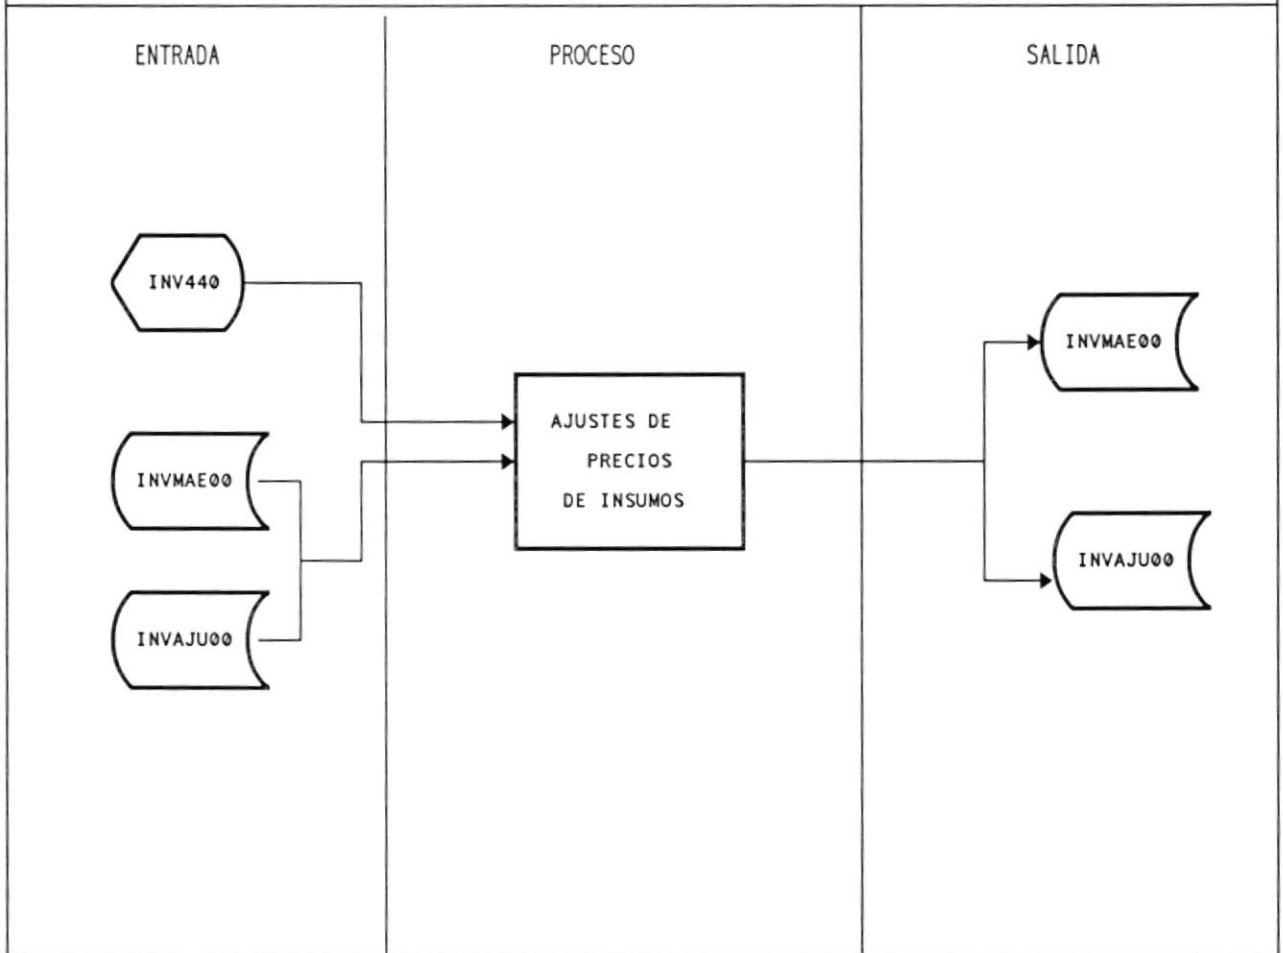 ENTRADA
PROCESO
SALIDA
INV440
INVMAE00
INVAJU00
AJUSTES DE
PRECIOS
DE INSUMOS
INVMAE00
INVAJU00